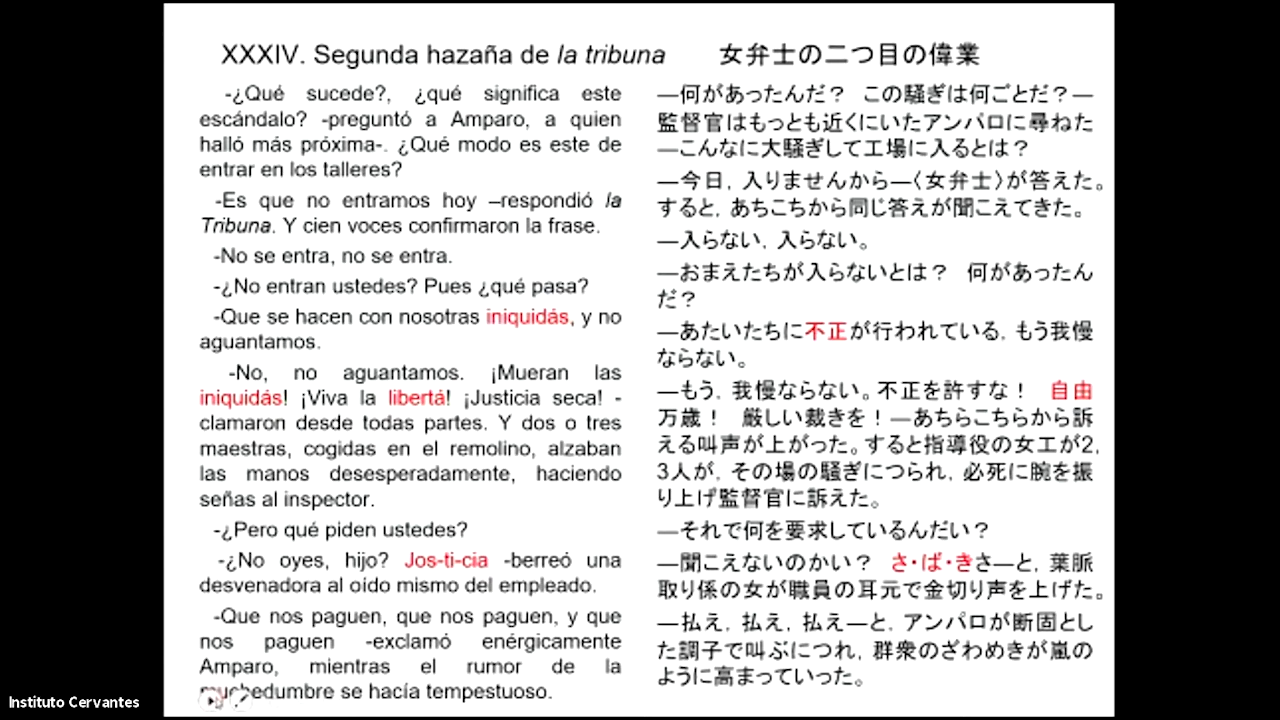 XXXIV. Segunda hazaña de la tribuna
女弁士の二つ目の偉業
-¿Qué sucede?, ¿qué significa este
escándalo? -preguntó a Amparo, a quien
halló más próxima-. ¿Qué modo es este de
entrar en los talleres?
-Es que no entramos hoy –respondió la
Tribuna. Y cien voces confirmaron la frase.
-No se entra, no se entra.
-¿No entran ustedes? Pues ¿qué pasa?
-Que se hacen con nosotras iniquidás, y no
aguantamos.
-No, no aguantamos. ¡Mueran las
iniquidás! ¡Viva la libertá! ¡Justicia seca! -
clamaron desde todas partes. Y dos o tres
maestras, cogidas en el remolino, alzaban
las manos desesperadamente, haciendo
señas al inspector.
-¿Pero qué piden ustedes?
-¿No oyes, hijo? Jos-ti-cia -berreó una
desvenadora al oído mismo del empleado.
-Que nos paguen, que nos paguen, y que
nos paguen -exclamó enérgicamente
Amparo, mientras el rumor de la
muchedumbre se hacía tempestuoso.
―何があったんだ？ この騒ぎは何ごとだ？―
監督官はもっとも近くにいたアンパロに尋ねた
―こんなに大騒ぎして工場に入るとは？
―今日，入りませんから―〈女弁士〉が答えた。
すると，あちこちから同じ答えが聞こえてきた。
―入らない，入らない。
―おまえたちが入らないとは？ 何があったん
だ？
―あたいたちに不正が行われている，もう我慢
ならない。
―もう，我慢ならない。不正を許すな！ 自由
万歳！ 厳しい裁きを！―あちらこちらから訴
える叫声が上がった。すると指導役の女工が2，
3人が，その場の騒ぎにつられ，必死に腕を振
り上げ監督官に訴えた。
―それで何を要求しているんだい？
―聞こえないのかい？ さ・ば・きさ―と，葉脈
取り係の女が職員の耳元で金切り声を上げた。
―払え，払え，払え―と，アンパロが断固とし
た調子で叫ぶにつれ，群衆のざわめきが嵐の
ように高まっていった。
Instituto Cervantes